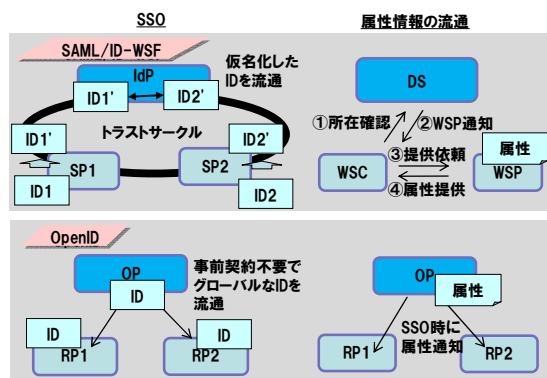 SSO
属性情報の流通
SAML/ID-WSF
IdP
仮名化した
IDを流通
ID1'
ID2'
トラストサークル
ID1'
ID2'
SP1
SP2
ID1
ID2
DS
①所在確認
②WSP通知
③提供依頼
属性
WSC
WSP
④属性提供
OpenID
OP
事前契約不要で
グローバルなIDを
流通
ID
ID
ID
RP1
RP2
OP
属性
SSO時に
属性通知
RP1
RP2